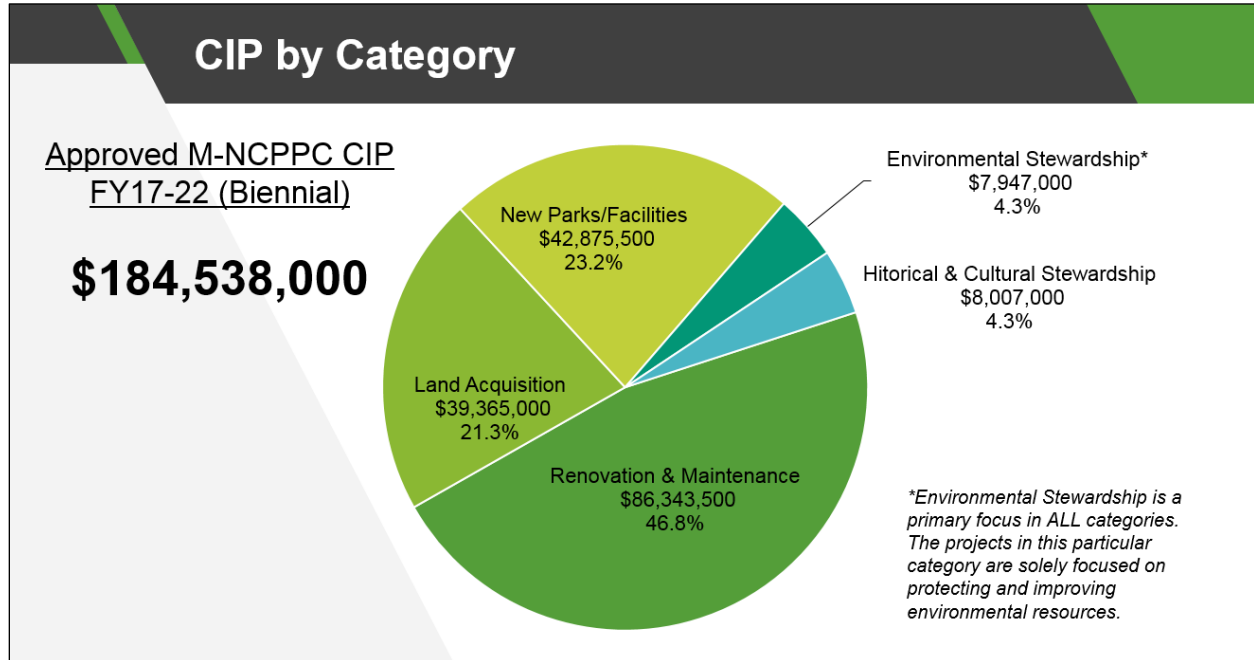 CIP by Category
Approved M-NCPPC CIP
FY17-22 (Biennial)
$184,538,000
New Parks/Facilities
$42,875,500
23.2%
Environmental Stewardship*
$7,947,000
4.3%
Hitorical & Cultural Stewardship
$8,007,000
4.3%
Land Acquisition
$39,365,000
21.3%
Renovation & Maintenance
$86,343,500
46.8%
*Environmental Stewardship is a
primary focus in ALL categories.
The projects in this particular
category are solely focused on
protecting and improving
environmental resources.